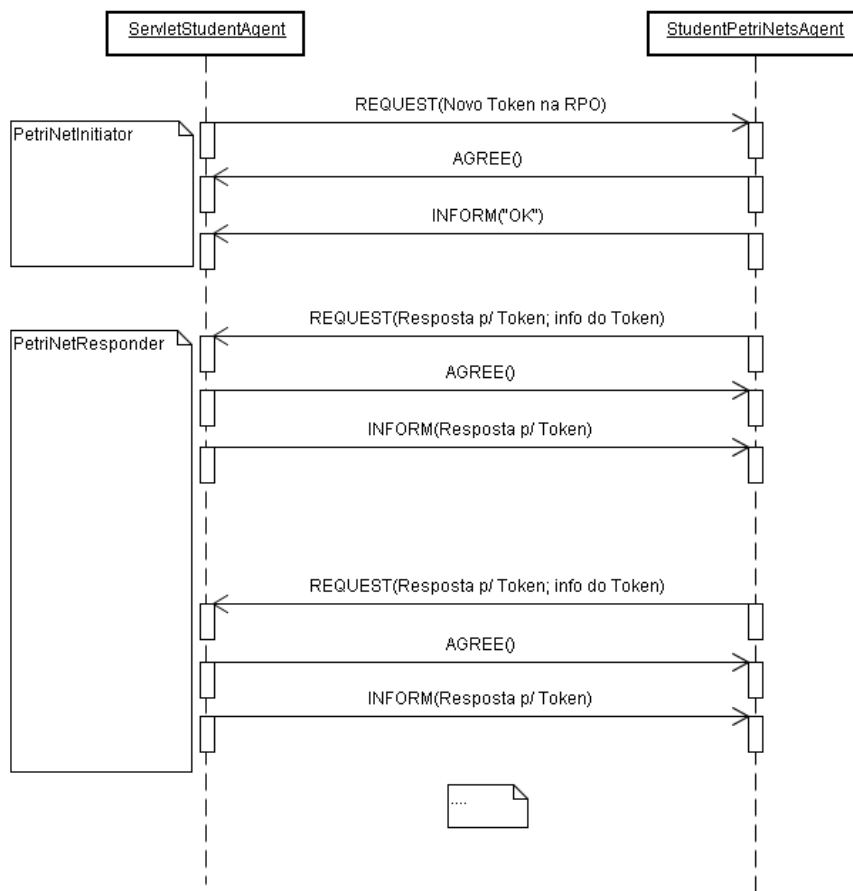 ServletStudentAgent
StudentPetriNetsAgent
REQUEST(Novo Token na RPO)
PetriNetInitiator
AGREE()
INFORM("OK")
REQUEST(Resposta p/ Token; info do Token)
PetriNetResponder
AGREE()
INFORM(Resposta p/ Token)
REQUEST(Resposta p/ Token; info do Token)
AGREE()
INFORM(Resposta p/ Token)
....